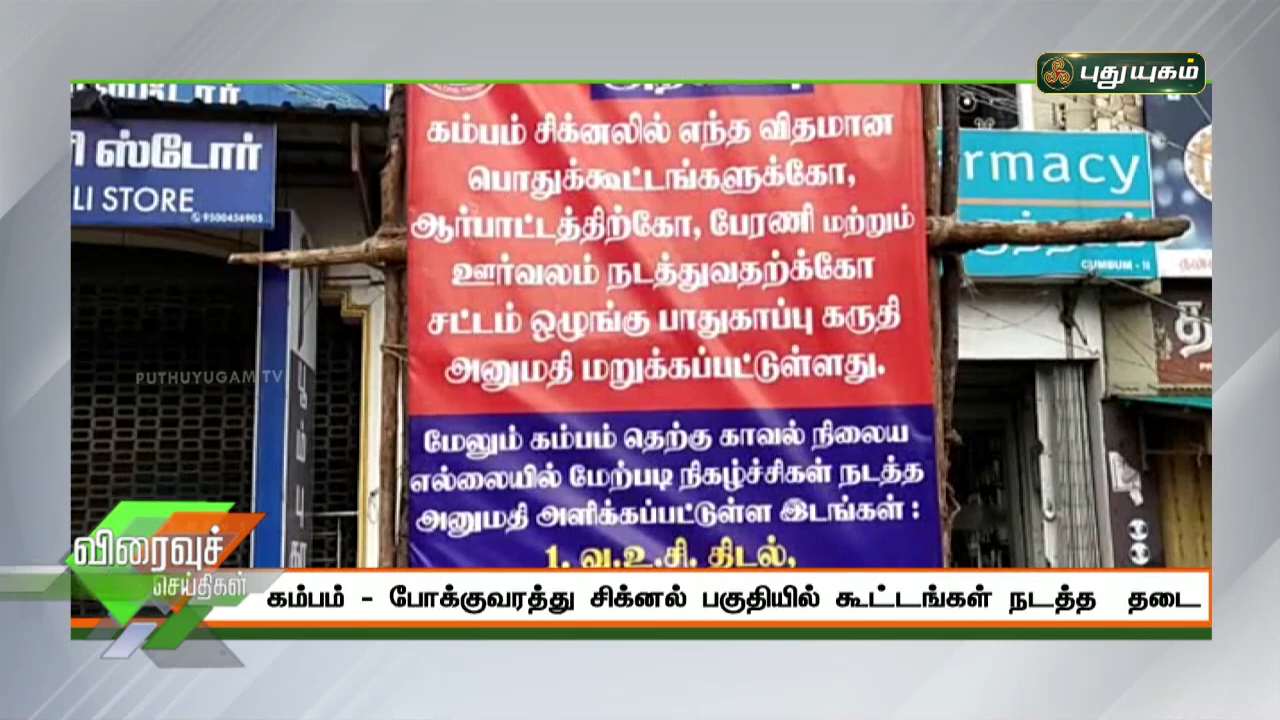 புதுயுகம்
ஸ்டோர்
LI STORE
9500456905
கம்பம் சிக்னலில் எந்த விதமான
பொதுக்கூட்டங்களுக்கோ,
ஆர்பாட்டத்திற்கோ, பேரணி மற்றும்
ஊர்வலம் நடத்துவதற்க்கோ
சட்டம் ஒழுங்கு பாதுகாப்பு கருதி
அனுமதி மறுக்கப்பட்டுள்ளது.
மேலும் கம்பம் தெற்கு காவல் நிலைய
எல்லையில் மேற்படி நிகழ்ச்சிகள் நடத்த
அனுமதி அளிக்கப்பட்டுள்ள இடங்கள் :
1. வ.உ.சி. திடல்,
rmacy
CUMBUM -
PUTHUYUGAM TV
விரைவுச்
செய்திகள்
கம்பம் - போக்குவரத்து சிக்னல் பகுதியில் கூட்டங்கள் நடத்த தடை